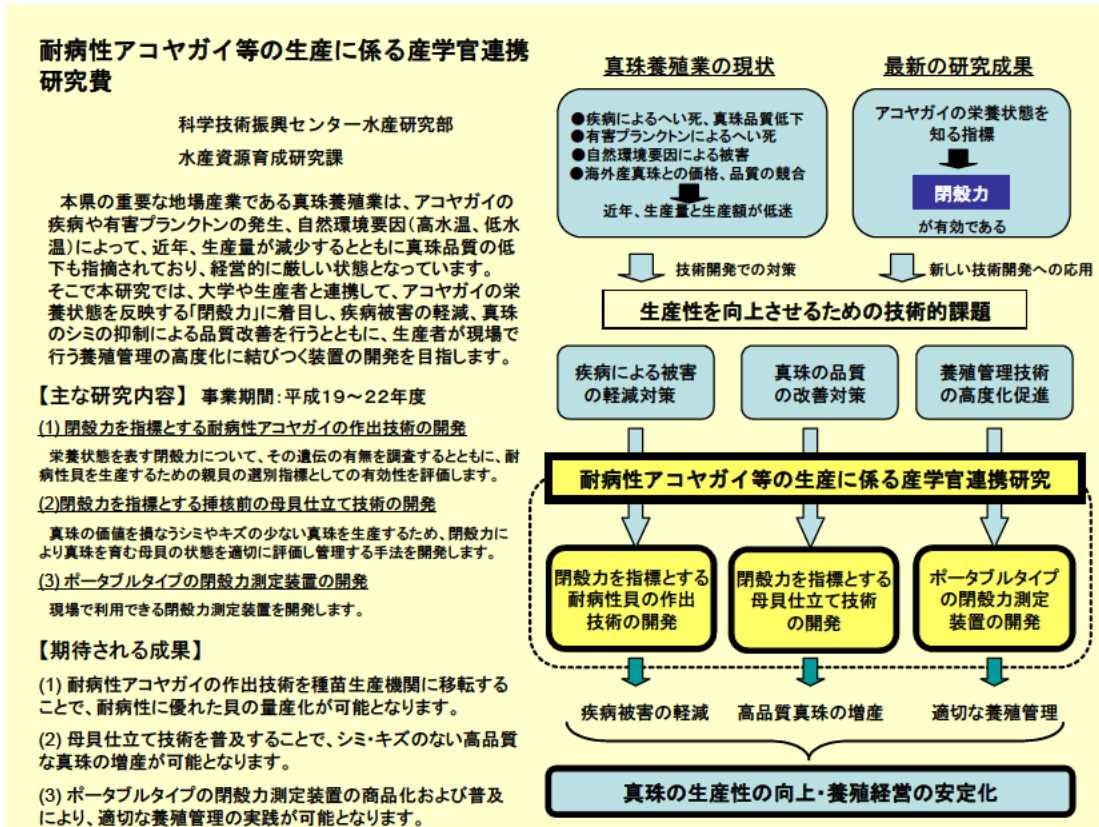 耐病性アコヤガイ等の生産に係る産学官連携
研究費
科学技術振興センター水産研究部
水産資源育成研究課
本県の重要な地場産業である真珠養殖業は、アコヤガイの
疾病や有害プランクトンの発生、自然環境要因(高水温、低水
温)によって、近年、生産量が減少するとともに真珠品質の低
下も指摘されており、経営的に厳しい状態となっています。
そこで本研究では、大学や生産者と連携して、アコヤガイの栄
養状態を反映する「閉殻力」に着目し、疾病被害の軽減、真珠
のシミの抑制による品質改善を行うとともに、生産者が現場で
行う養殖管理の高度化に結びつく装置の開発を目指します。
【主な研究内容】 事業期間:平成19~22年度
(1) 閉殻力を指標とする耐病性アコヤガイの作出技術の開発
栄養状態を表す閉殻力について、その遺伝の有無を調査するとともに、耐
病性貝を生産するための親貝の選別指標としての有効性を評価します。
(2)閉殻力を指標とする挿核前の母貝仕立て技術の開発
真珠の価値を損なうシミやキズの少ない真珠を生産するため、閉殻力に
より真珠を育む母貝の状態を適切に評価し管理する手法を開発します。
(3) ポータブルタイプの閉殻力測定装置の開発
現場で利用できる閉殻力測定装置を開発します。
【期待される成果】
(1) 耐病性アコヤガイの作出技術を種苗生産機関に移転する
ことで、耐病性に優れた貝の量産化が可能となります。
(2) 母貝仕立て技術を普及することで、シミ・キズのない高品質
な真珠の増産が可能となります。
(3) ポータブルタイプの閉殻力測定装置の商品化および普及
により、適切な養殖管理の実践が可能となります。
真珠養殖業の現状
●疾病によるへい死、真珠品質低下
●有害プランクトンによるへい死
●自然環境要因による被害
●海外産真珠との価格、品質の競合
近年、生産量と生産額が低迷
最新の研究成果
アコヤガイの栄養状態を
知る指標
閉殻力
が有効である
技術開発での対策
新しい技術開発への応用
生産性を向上させるための技術的課題
疾病による被害
の軽減対策
真珠の品質
の改善対策
養殖管理技術
の高度化促進
耐病性アコヤガイ等の生産に係る産学官連携研究
閉殻力を指標とする
耐病性貝の作出
技術の開発
閉殻力を指標とする
母貝仕立て技術
の開発
ポータブルタイプ
の閉殻力測定
装置の開発
疾病被害の軽減
高品質真珠の増産
適切な養殖管理
真珠の生産性の向上・養殖経営の安定化